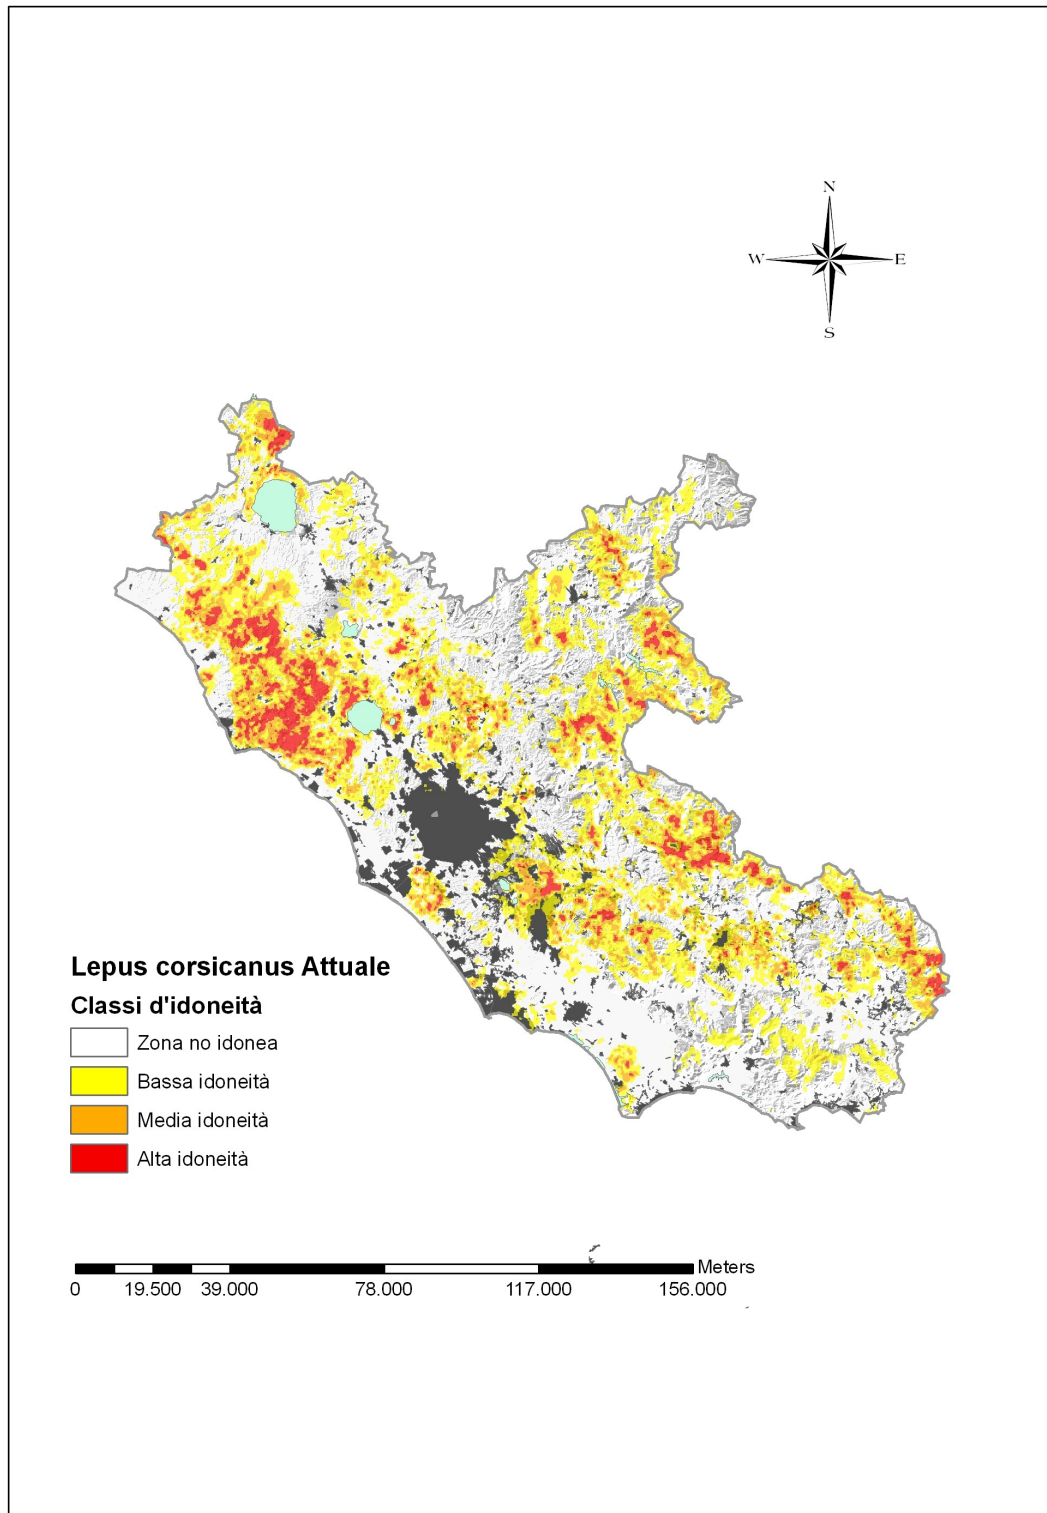 N
W E
S
Lepus corsicanus Attuale
Classi d'idoneità
Zona no idonea
Bassa idoneità
Media idoneità
Alta idoneità
Meters
0 19.500 39.000 78.000 117.000 156.000